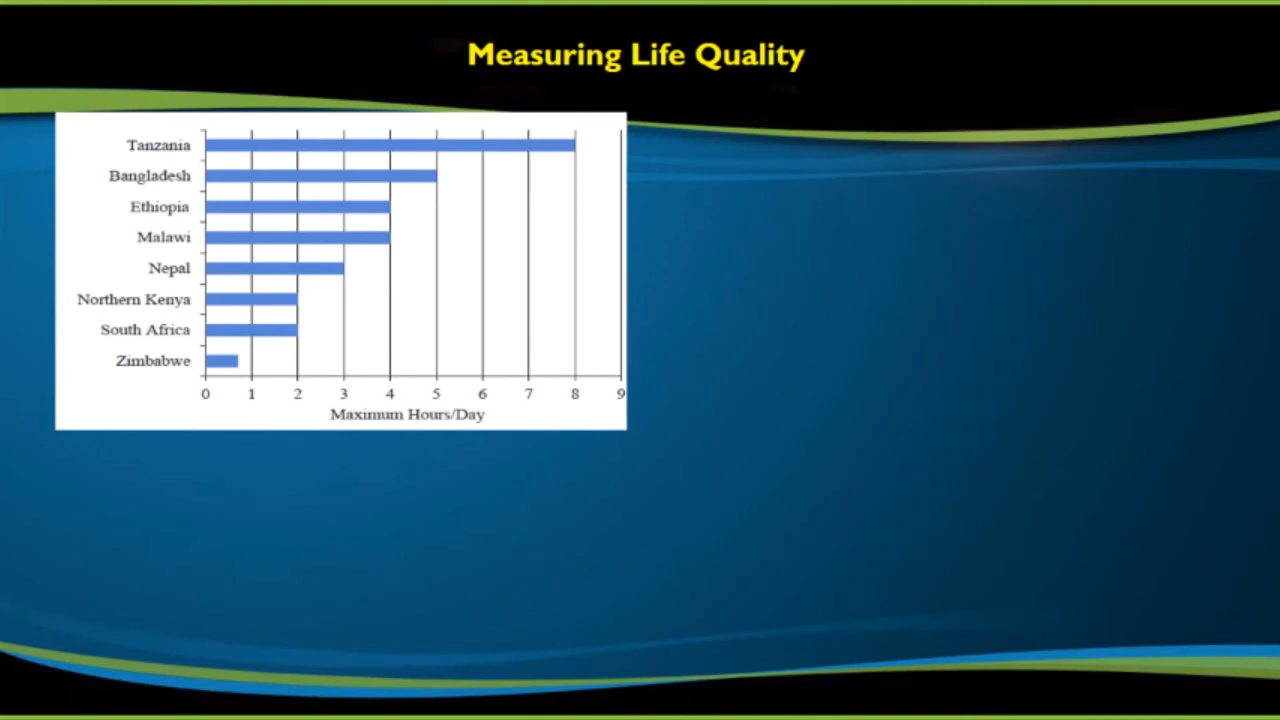 Measuring Life Quality
Tanzania
Bangladesh
Ethiopia
Malawi
Nepal
Northern Kenya
South Africa
Zimbabwe
0 1 2 3 4 5 6 7 8 9
Maximum Hours/Day